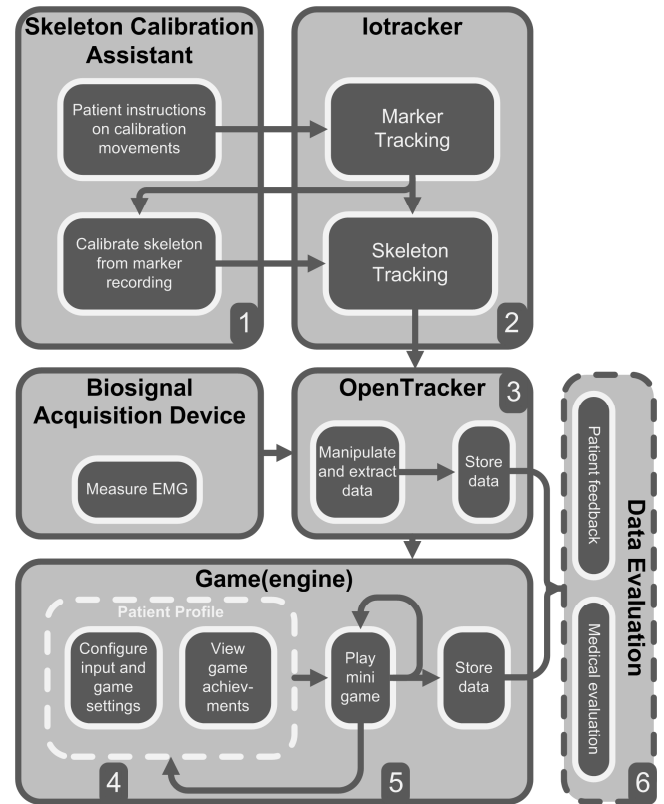 Skeleton Calibration
Assistant
Patient instructions
on calibration
movements
Calibrate skeleton
from marker
recording
1
Iotracker
Marker
Tracking
Skeleton
Tracking
2
Biosignal
Acquisition Device
Measure EMG
OpenTracker
3
Manipulate
and extract
data
Store
data
Game(engine)
Patient Profile
Configure
input and
game
settings
View
game
achiev-
ments
4
Play
mini
game
Store
data
5
Data Evaluation
Patient feedback
Medical evaluation
6